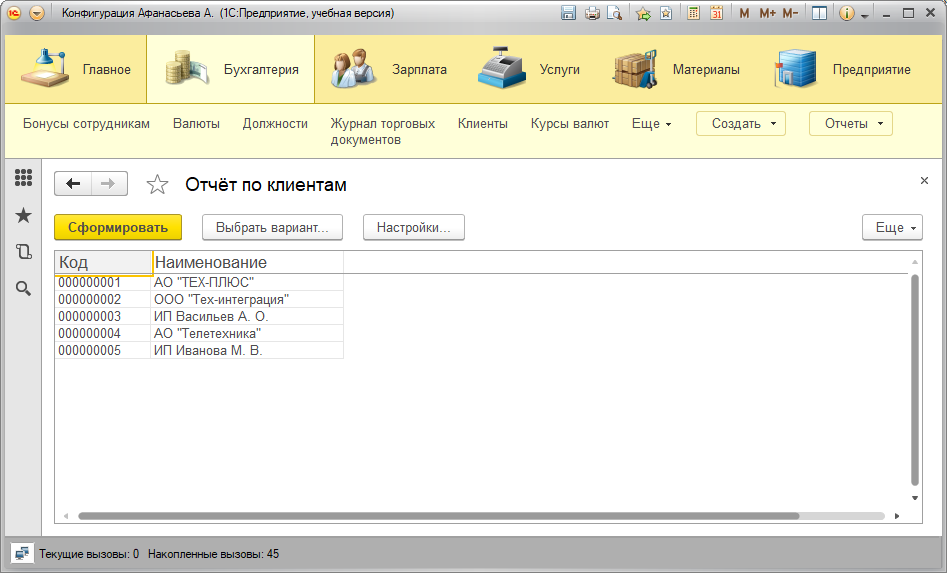 Конфигурация Афанасьева А. (1С:Предприятие, учебная версия)
31 M M+ M-
Главное Бухгалтерия Зарплата Услуги Материалы Предприятие
Бонусы сотрудникам Валюты Должности Журнал торговых документов Клиенты Курсы валют Еще Создать Отчеты
Отчёт по клиентам
Сформировать Выбрать вариант... Настройки... Еще
Код Наименование
000000001 АО "ТЕХ-ПЛЮС"
000000002 ООО "Тех-интеграция"
000000003 ИП Васильев А. О.
000000004 АО "Телетехника"
000000005 ИП Иванова М. В.
Текущие вызовы: 0 Накопленные вызовы: 45